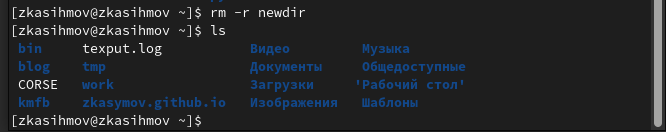 [zkasihmov@zkasihmov ~]$ rm -r newdir
[zkasihmov@zkasihmov ~]$ ls
bin texput.log Видео Музыка
blog tmp Документы Общедоступные
CORSE work Загрузки 'Рабочий стол'
kmfb zkasymov.github.io Изображения Шаблоны
[zkasihmov@zkasihmov ~]$